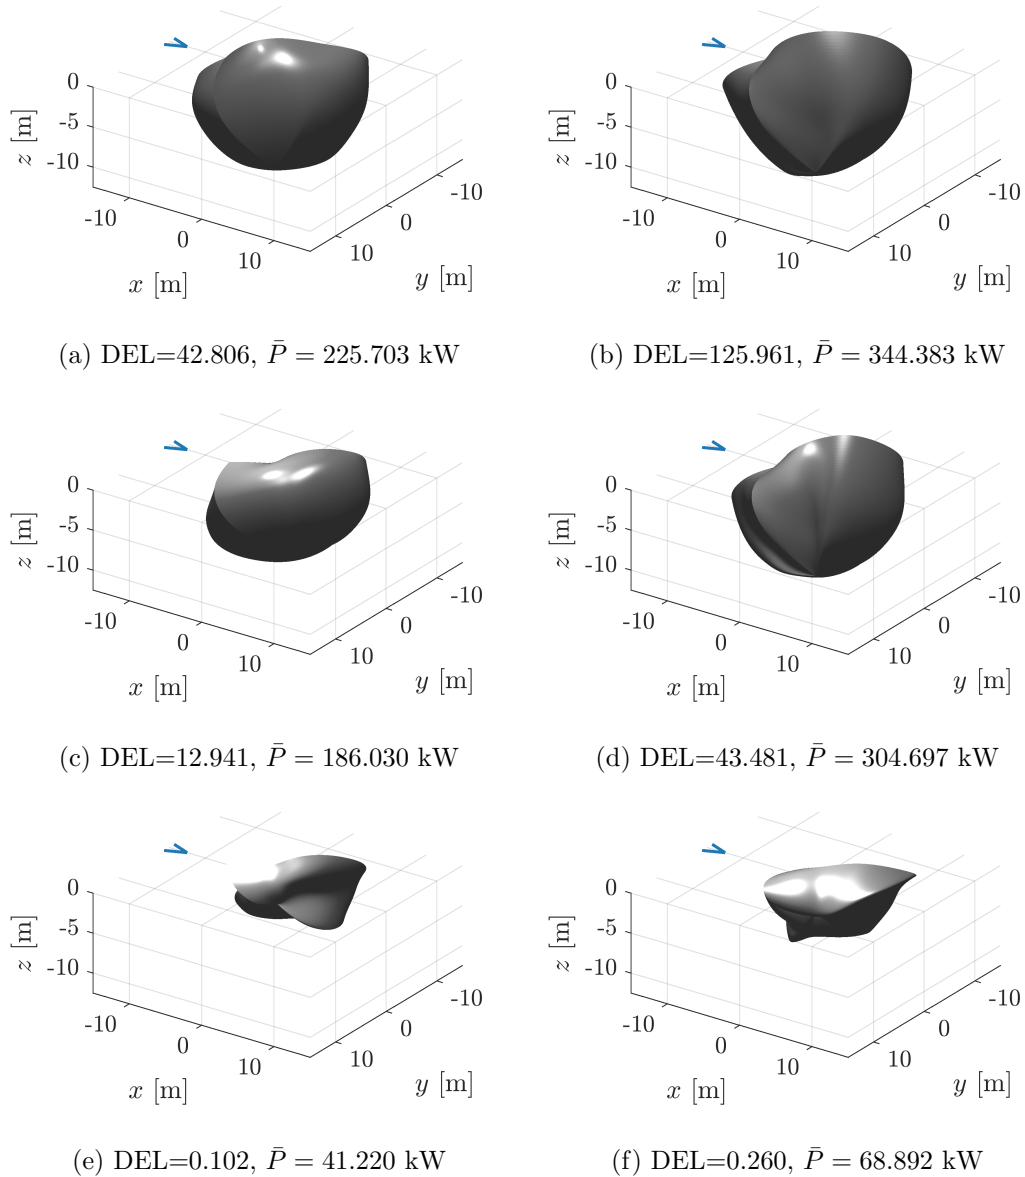 0
-5
-10
z [m]
-10
0
10
x [m]
10
0
-10
y [m]
0
-5
-10
z [m]
-10
0
10
x [m]
10
0
-10
y [m]
(a) DEL=42.806, P̄ = 225.703 kW
(b) DEL=125.961, P̄ = 344.383 kW
0
-5
-10
z [m]
-10
0
10
x [m]
10
0
-10
y [m]
0
-5
-10
z [m]
-10
0
10
x [m]
10
0
-10
y [m]
(c) DEL=12.941, P̄ = 186.030 kW
(d) DEL=43.481, P̄ = 304.697 kW
0
-5
-10
z [m]
-10
0
10
x [m]
10
0
-10
y [m]
0
-5
-10
z [m]
-10
0
10
x [m]
10
0
-10
y [m]
(e) DEL=0.102, P̄ = 41.220 kW
(f) DEL=0.260, P̄ = 68.892 kW